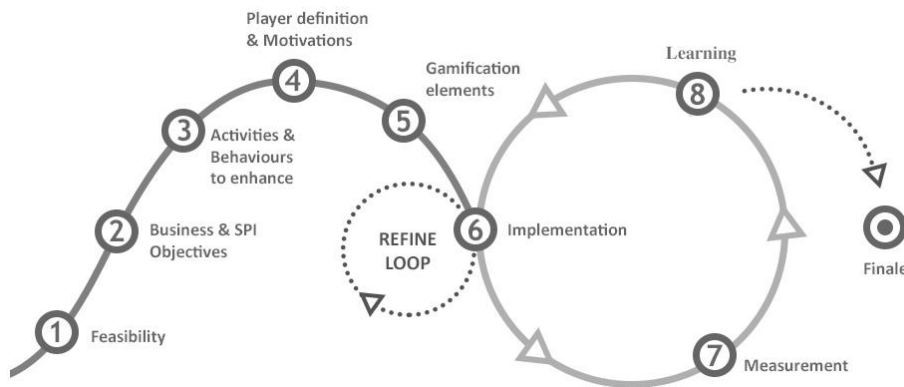 1
Feasibility
2
Business & SPI
Objectives
3
Activities &
Behaviours
to enhance
Player definition
& Motivations
4
Gamification
elements
5
6
Implementation
REFINE
LOOP
7
Measurement
Learning
8
Finale